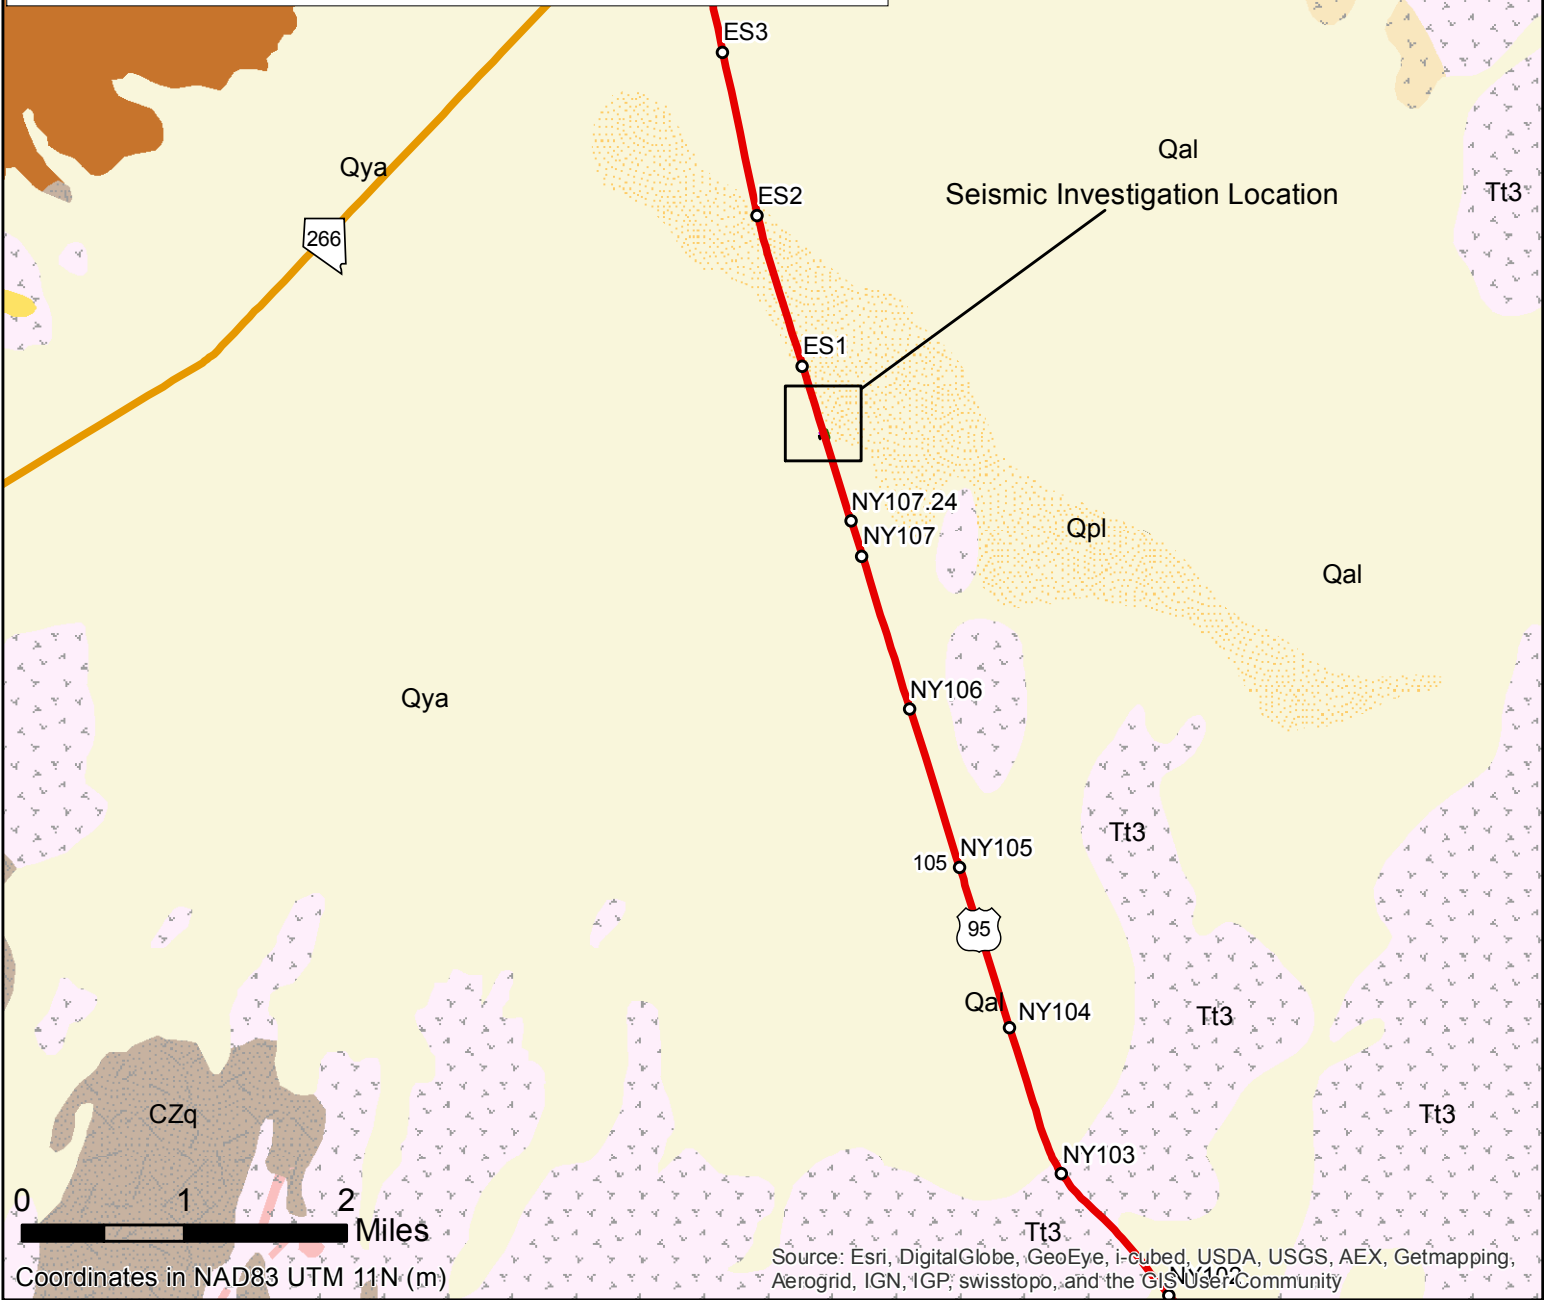 ES3
Qya
Qal
ES2
Seismic Investigation Location
Tt3
266
ES1
NY107.24
NY107
Qpl
Qal
Qya
NY106
Tt3
105
NY105
95
Qal
NY104
Tt3
CZq
Tt3
NY103
0 1 2
Miles
Tt3
Source: Esri, DigitalGlobe, GeoEye, i-cubed, USDA, USGS, AEX, Getmapping,
Coordinates in NAD83 UTM 11N (m)
Aerogrid, IGN, IGP, swisstopo, and the GIS User Community
NY102